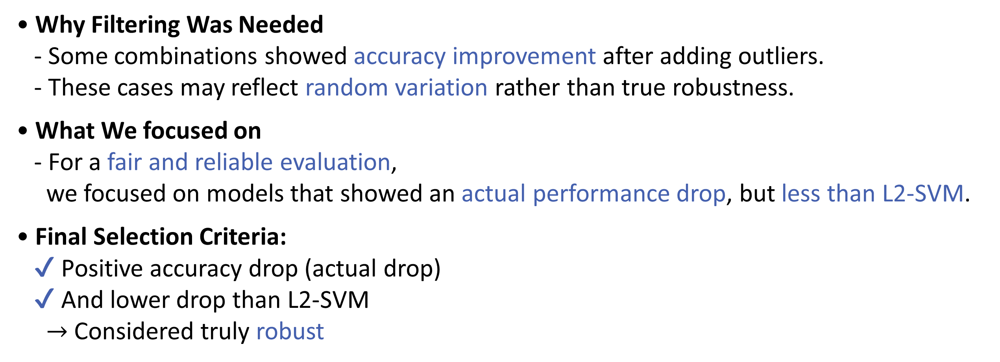 • Why Filtering Was Needed
- Some combinations showed accuracy improvement after adding outliers.
- These cases may reflect random variation rather than true robustness.
• What We focused on
- For a fair and reliable evaluation,
we focused on models that showed an actual performance drop, but less than L2-SVM.
• Final Selection Criteria:
✓ Positive accuracy drop (actual drop)
✓ And lower drop than L2-SVM
→ Considered truly robust